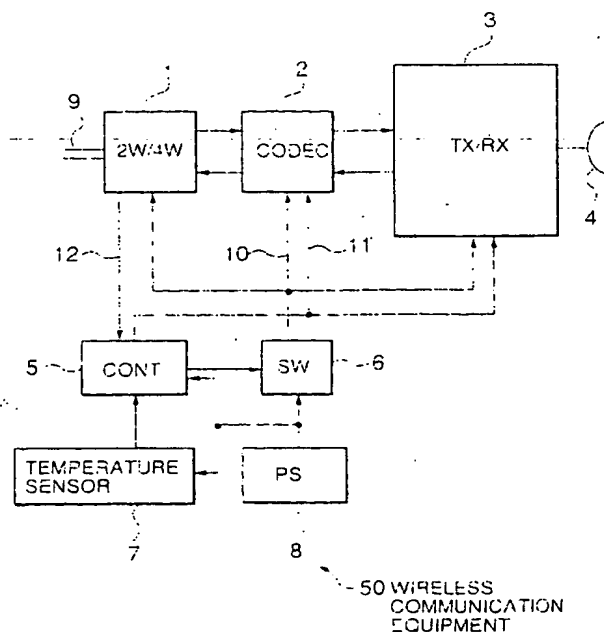 1
2
3
9
2W/4W
CODEC
TX/RX
4
12
10
11
5
CONT
SW
6
TEMPERATURE
SENSOR
PS
7
8
50 WIRELESS
COMMUNICATION
EQUIPMENT